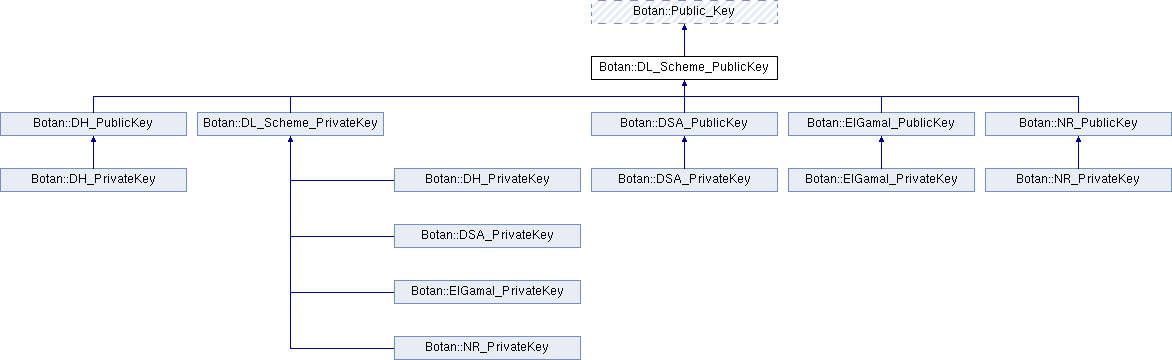 Botan::Public_Key
Botan::DL_Scheme_PublicKey
Botan::DH_PublicKey
Botan::DL_Scheme_PrivateKey
Botan::DSA_PublicKey
Botan::ElGamal_PublicKey
Botan::NR_PublicKey
Botan::DH_PrivateKey
Botan::DH_PrivateKey
Botan::DSA_PrivateKey
Botan::ElGamal_PrivateKey
Botan::NR_PrivateKey
Botan::DSA_PrivateKey
Botan::ElGamal_PrivateKey
Botan::NR_PrivateKey